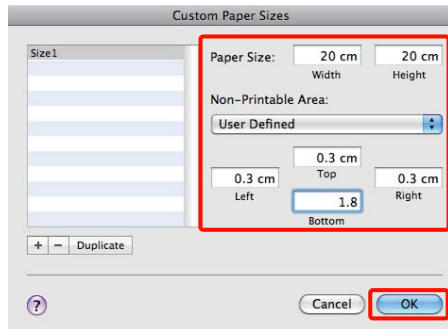 Custom Paper Sizes
Size1
Paper Size: 20 cm 20 cm
Width Height
Non-Printable Area:
User Defined
0.3 cm
Top
0.3 cm 0.3 cm
Left Right
1.8
Bottom
+ − Duplicate
? Cancel OK